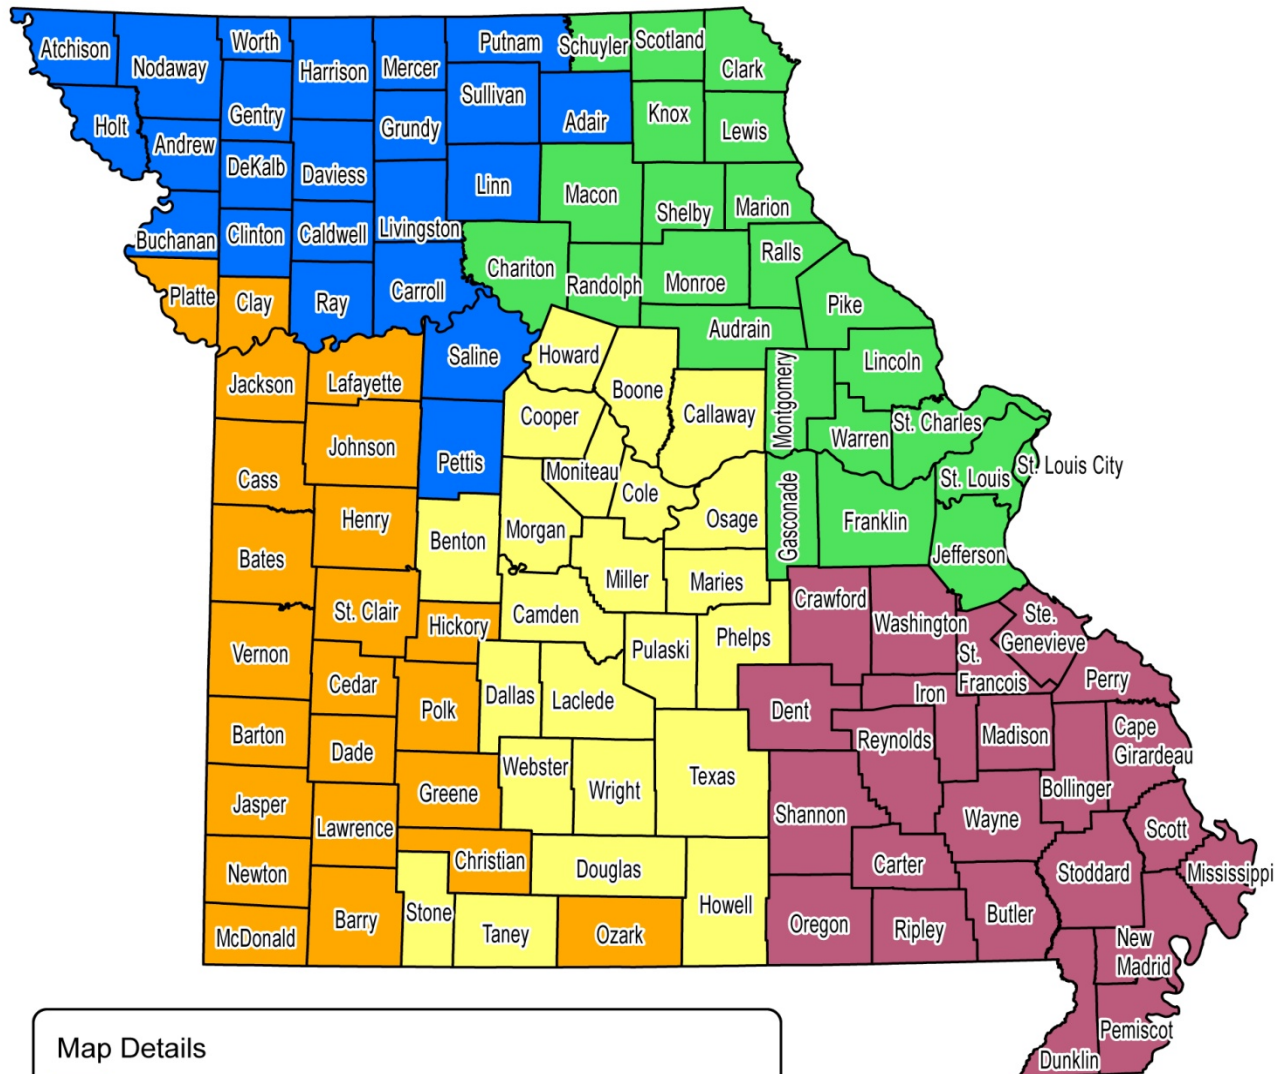 Atchison
Nodaway
Worth
Harrison
Mercer
Putnam
Schuyler
Scotland
Clark
Holt
Andrew
Gentry
DeKalb
Daviess
Grundy
Sullivan
Adair
Knox
Lewis
Linn
Macon
Shelby
Marion
Buchanan
Clinton
Caldwell
Livingston
Chariton
Randolph
Monroe
Ralls
Platte
Clay
Ray
Carroll
Pike
Audrain
Saline
Howard
Boone
Lincoln
Jackson
Lafayette
Cooper
Callaway
Montgomery
Warren
St. Charles
Johnson
Pettis
Moniteau
Cole
St. Louis
St. Louis City
Cass
Henry
Benton
Morgan
Osage
Gasconade
Franklin
Jefferson
Bates
Miller
Maries
St. Clair
Hickory
Camden
Pulaski
Phelps
Crawford
Washington
Ste.
Genevieve
St.
Francois
Perry
Vernon
Cedar
Polk
Dallas
Laclede
Dent
Iron
Reynolds
Madison
Cape
Girardeau
Barton
Dade
Webster
Wright
Texas
Bollinger
Jasper
Lawrence
Greene
Shannon
Wayne
Scott
Newton
Christian
Douglas
Carter
Stoddard
Mississippi
McDonald
Barry
Stone
Taney
Ozark
Howell
Oregon
Ripley
Butler
New
Madrid
Pemiscot
Dunklin
Map Details